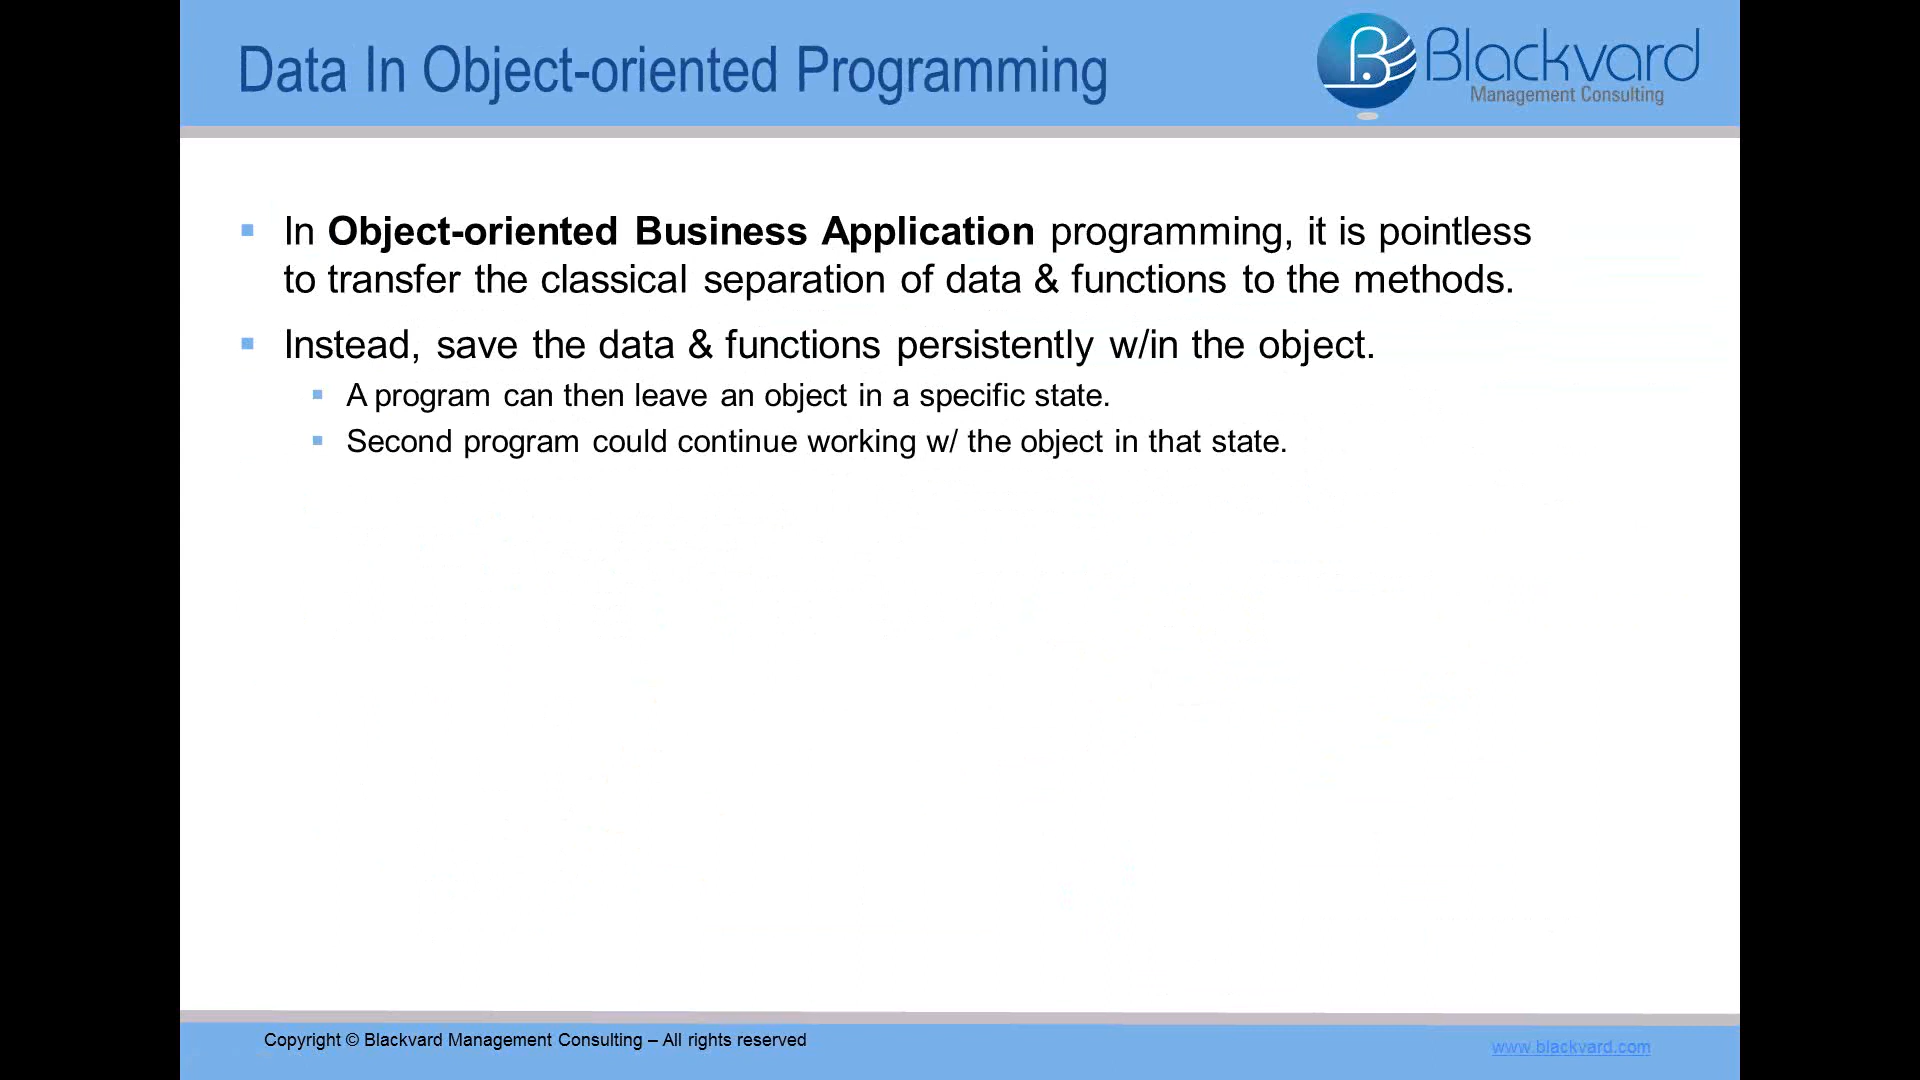 Data In Object-oriented Programming
B Blackvard
Management Consulting
In Object-oriented Business Application programming, it is pointless
to transfer the classical separation of data & functions to the methods.
Instead, save the data & functions persistently w/in the object.
A program can then leave an object in a specific state.
Second program could continue working w/ the object in that state.
Copyright © Blackvard Management Consulting – All rights reserved
www.blackvard.com